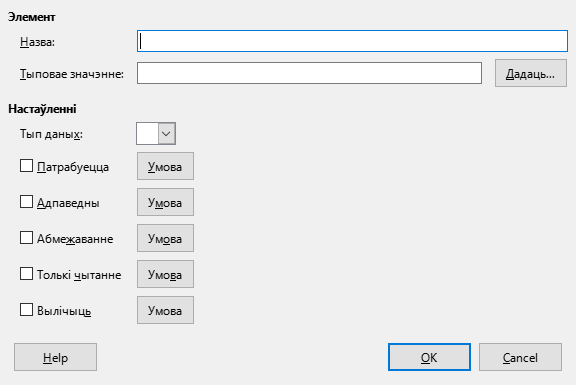 Элемент
Назва:
Тыповае значэнне: Дадаць...
Настаўленні
Тып даных:
Патрабуецца Умова
Адпаведны Умова
Абмежаванне Умова
Толькі чытанне Умова
Вылічыць Умова
Help OK Cancel